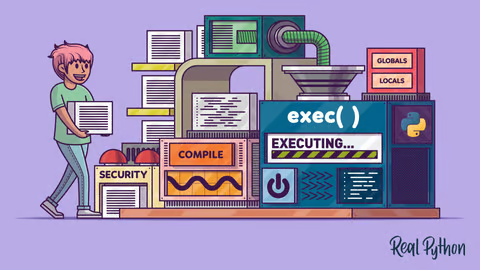 GLOBALS
LOCALS
exec( )
EXECUTING...
COMPILE
SECURITY
Real Python